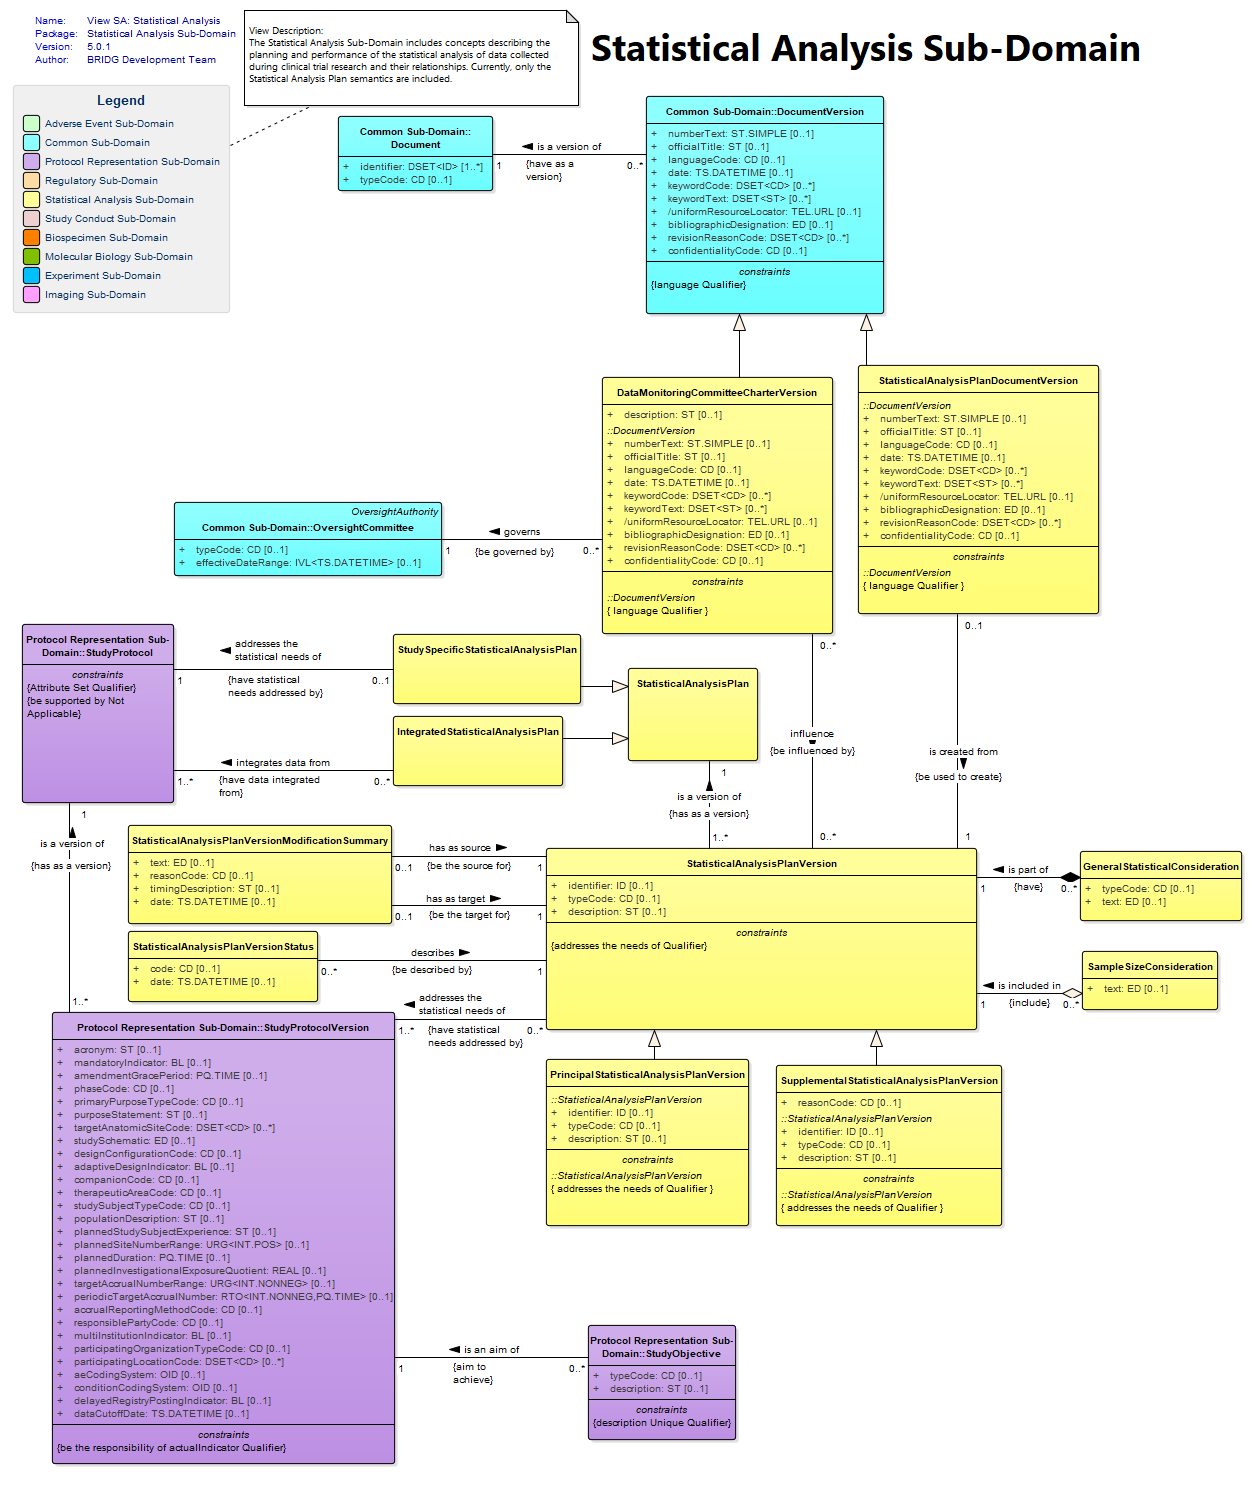 Name: View SA: Statistical Analysis
Package: Statistical Analysis Sub-Domain
Version: 5.0.1
Author: BRIDG Development Team
View Description:
The Statistical Analysis Sub-Domain includes concepts describing the
planning and performance of the statistical analysis of data collected
during clinical trial research and their relationships. Currently, only the
Statistical Analysis Plan semantics are included.
Statistical Analysis Sub-Domain
Legend
Adverse Event Sub-Domain
Common Sub-Domain
Protocol Representation Sub-Domain
Regulatory Sub-Domain
Statistical Analysis Sub-Domain
Study Conduct Sub-Domain
Biospecimen Sub-Domain
Molecular Biology Sub-Domain
Experiment Sub-Domain
Imaging Sub-Domain
Common Sub-Domain::
Document
+ identifier: DSET<ID> [1..*]
+ typeCode: CD [0..1]
is a version of
1 {have as a
version}
0..*
Common Sub-Domain::DocumentVersion
+ numberText: ST.SIMPLE [0..1]
+ officialTitle: ST [0..1]
+ languageCode: CD [0..1]
+ date: TS.DATETIME [0..1]
+ keywordCode: DSET<CD> [0..*]
+ keywordText: DSET<ST> [0..*]
+ /uniformResourceLocator: TEL.URL [0..1]
+ bibliographicDesignation: ED [0..1]
+ revisionReasonCode: DSET<CD> [0..*]
+ confidentialityCode: CD [0..1]
constraints
{language Qualifier}
DataMonitoringCommitteeCharterVersion
+ description: ST [0..1]
::DocumentVersion
+ numberText: ST.SIMPLE [0..1]
+ officialTitle: ST [0..1]
+ languageCode: CD [0..1]
+ date: TS.DATETIME [0..1]
+ keywordCode: DSET<CD> [0..*]
+ keywordText: DSET<ST> [0..*]
+ /uniformResourceLocator: TEL.URL [0..1]
+ bibliographicDesignation: ED [0..1]
+ revisionReasonCode: DSET<CD> [0..*]
+ confidentialityCode: CD [0..1]
constraints
::DocumentVersion
{ language Qualifier }
StatisticalAnalysisPlanDocumentVersion
::DocumentVersion
+ numberText: ST.SIMPLE [0..1]
+ officialTitle: ST [0..1]
+ languageCode: CD [0..1]
+ date: TS.DATETIME [0..1]
+ keywordCode: DSET<CD> [0..*]
+ keywordText: DSET<ST> [0..*]
+ /uniformResourceLocator: TEL.URL [0..1]
+ bibliographicDesignation: ED [0..1]
+ revisionReasonCode: DSET<CD> [0..*]
+ confidentialityCode: CD [0..1]
constraints
::DocumentVersion
{ language Qualifier }
OversightAuthority
Common Sub-Domain::OversightCommittee
+ typeCode: CD [0..1]
+ effectiveDateRange: IVL<TS.DATETIME> [0..1]
governs
1 {be governed by} 0..*
Protocol Representation Sub-
Domain::StudyProtocol
constraints
{Attribute Set Qualifier}
{be supported by Not
Applicable}
addresses the
statistical needs of
1 {have statistical
needs addressed by}
0..1
StudySpecificStatisticalAnalysisPlan
StatisticalAnalysisPlan
IntegratedStatisticalAnalysisPlan
integrates data from
1..* {have data integrated
from}
0..*
0..*
influence
{be influenced by}
0..*
0..1
is created from
{be used to create}
1
1
is a version of
{has as a version}
1..*
1
is a version of
{has as a version}
1..*
StatisticalAnalysisPlanVersionModificationSummary
+ text: ED [0..1]
+ reasonCode: CD [0..1]
+ timingDescription: ST [0..1]
+ date: TS.DATETIME [0..1]
has as source
0..1 {be the source for} 1
has as target
0..1 {be the target for} 1
StatisticalAnalysisPlanVersion
+ identifier: ID [0..1]
+ typeCode: CD [0..1]
+ description: ST [0..1]
constraints
{addresses the needs of Qualifier}
is part of
1 {have} 0..*
GeneralStatisticalConsideration
+ typeCode: CD [0..1]
+ text: ED [0..1]
StatisticalAnalysisPlanVersionStatus
+ code: CD [0..1]
+ date: TS.DATETIME [0..1]
describes
0..* {be described by} 1
is included in
1 {include} 0..*
SampleSizeConsideration
+ text: ED [0..1]
addresses the
statistical needs of
1..* {have statistical
needs addressed by}
0..*
Protocol Representation Sub-Domain::StudyProtocolVersion
+ acronym: ST [0..1]
+ mandatoryIndicator: BL [0..1]
+ amendmentGracePeriod: PQ.TIME [0..1]
+ phaseCode: CD [0..1]
+ primaryPurposeTypeCode: CD [0..1]
+ purposeStatement: ST [0..1]
+ targetAnatomicSiteCode: DSET<CD> [0..*]
+ studySchematic: ED [0..1]
+ designConfigurationCode: CD [0..1]
+ adaptiveDesignIndicator: BL [0..1]
+ companionCode: CD [0..1]
+ therapeuticAreaCode: CD [0..1]
+ studySubjectTypeCode: CD [0..1]
+ populationDescription: ST [0..1]
+ plannedStudySubjectExperience: ST [0..1]
+ plannedSiteNumberRange: URG<INT.POS> [0..1]
+ plannedDuration: PQ.TIME [0..1]
+ plannedInvestigationalExposureQuotient: REAL [0..1]
+ targetAccrualNumberRange: URG<INT.NONNEG> [0..1]
+ periodicTargetAccrualNumber: RTO<INT.NONNEG,PQ.TIME> [0..1]
+ accrualReportingMethodCode: CD [0..1]
+ responsiblePartyCode: CD [0..1]
+ multiInstitutionIndicator: BL [0..1]
+ participatingOrganizationTypeCode: CD [0..1]
+ participatingLocationCode: DSET<CD> [0..*]
+ aeCodingSystem: OID [0..1]
+ conditionCodingSystem: OID [0..1]
+ delayedRegistryPostingIndicator: BL [0..1]
+ dataCutoffDate: TS.DATETIME [0..1]
constraints
{be the responsibility of actualIndicator Qualifier}
PrincipalStatisticalAnalysisPlanVersion
::StatisticalAnalysisPlanVersion
+ identifier: ID [0..1]
+ typeCode: CD [0..1]
+ description: ST [0..1]
constraints
::StatisticalAnalysisPlanVersion
{ addresses the needs of Qualifier }
SupplementalStatisticalAnalysisPlanVersion
+ reasonCode: CD [0..1]
::StatisticalAnalysisPlanVersion
+ identifier: ID [0..1]
+ typeCode: CD [0..1]
+ description: ST [0..1]
constraints
::StatisticalAnalysisPlanVersion
{ addresses the needs of Qualifier }
is an aim of
1 {aim to
achieve}
0..*
Protocol Representation Sub-
Domain::StudyObjective
+ typeCode: CD [0..1]
+ description: ST [0..1]
constraints
{description Unique Qualifier}